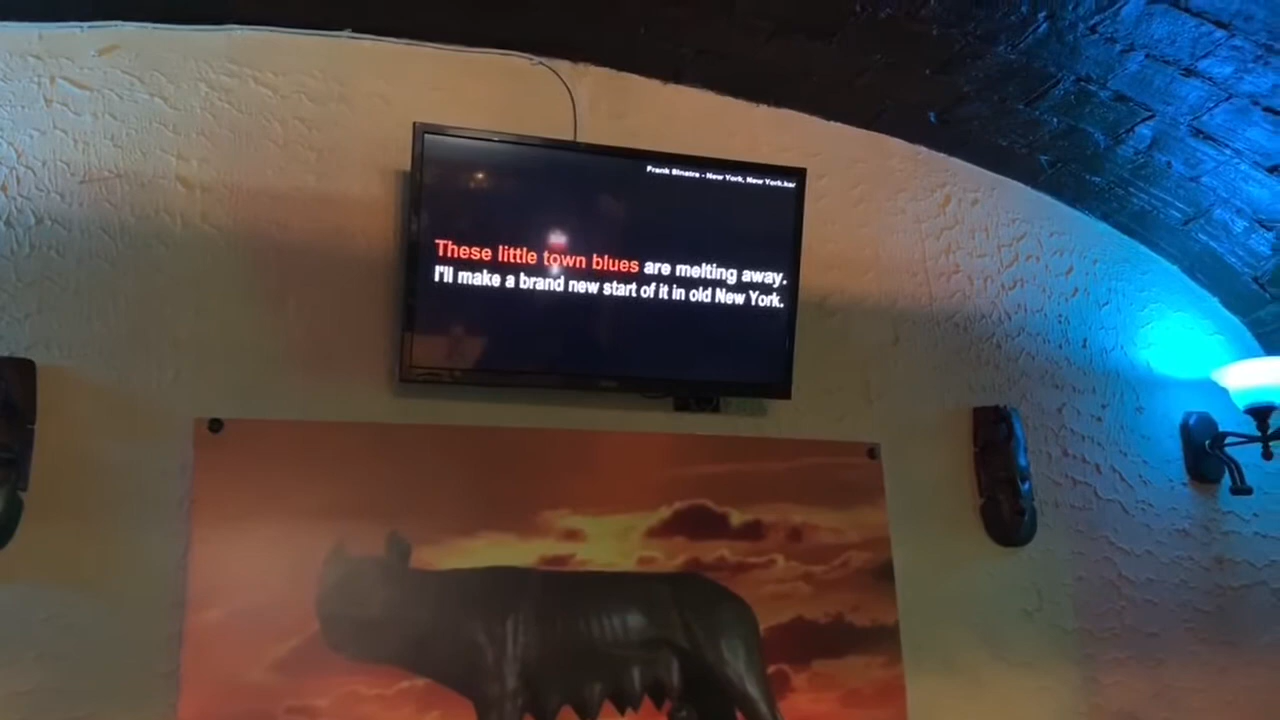 Frank Sinatra - New York, New York.kar
These little town blues are melting away.
I'll make a brand new start of it in old New York.